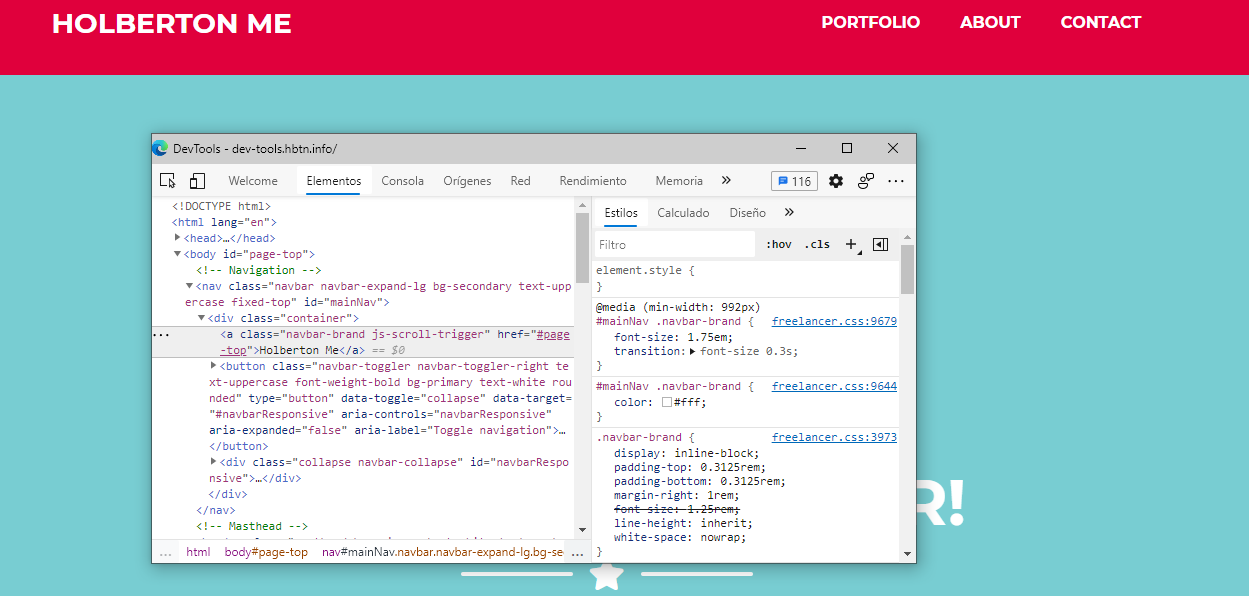 HOLBERTON ME PORTFOLIO ABOUT CONTACT
DevTools - dev-tools.hbtn.info/
Welcome Elementos Consola Orígenes Red Rendimiento Memoria » 116 ···
<!DOCTYPE html>
<html lang="en">
<head>…</head>
<body id="page-top">
<!-- Navigation -->
<nav class="navbar navbar-expand-lg bg-secondary text-upp
ercase fixed-top" id="mainNav">
<div class="container">
··· <a class="navbar-brand js-scroll-trigger" href="#page
-top">Holberton Me</a> == $0
<button class="navbar-toggler navbar-toggler-right te
xt-uppercase font-weight-bold bg-primary text-white rou
nded" type="button" data-toggle="collapse" data-target=
"#navbarResponsive" aria-controls="navbarResponsive"
aria-expanded="false" aria-label="Toggle navigation">…
</button>
<div class="collapse navbar-collapse" id="navbarRespo
nsive">…</div>
</div>
</nav>
<!-- Masthead -->
… html body#page-top nav#mainNav.navbar.navbar-expand-lg.bg-se …
Estilos Calculado Diseño »
Filtro :hov .cls +
element.style {
}
@media (min-width: 992px)
#mainNav .navbar-brand { freelancer.css:9679
font-size: 1.75em;
transition: font-size 0.3s;
}
#mainNav .navbar-brand { freelancer.css:9644
color: #fff;
}
.navbar-brand { freelancer.css:3973
display: inline-block;
padding-top: 0.3125rem;
padding-bottom: 0.3125rem;
margin-right: 1rem;
font-size: 1.25rem;
line-height: inherit;
white-space: nowrap;
}
R!